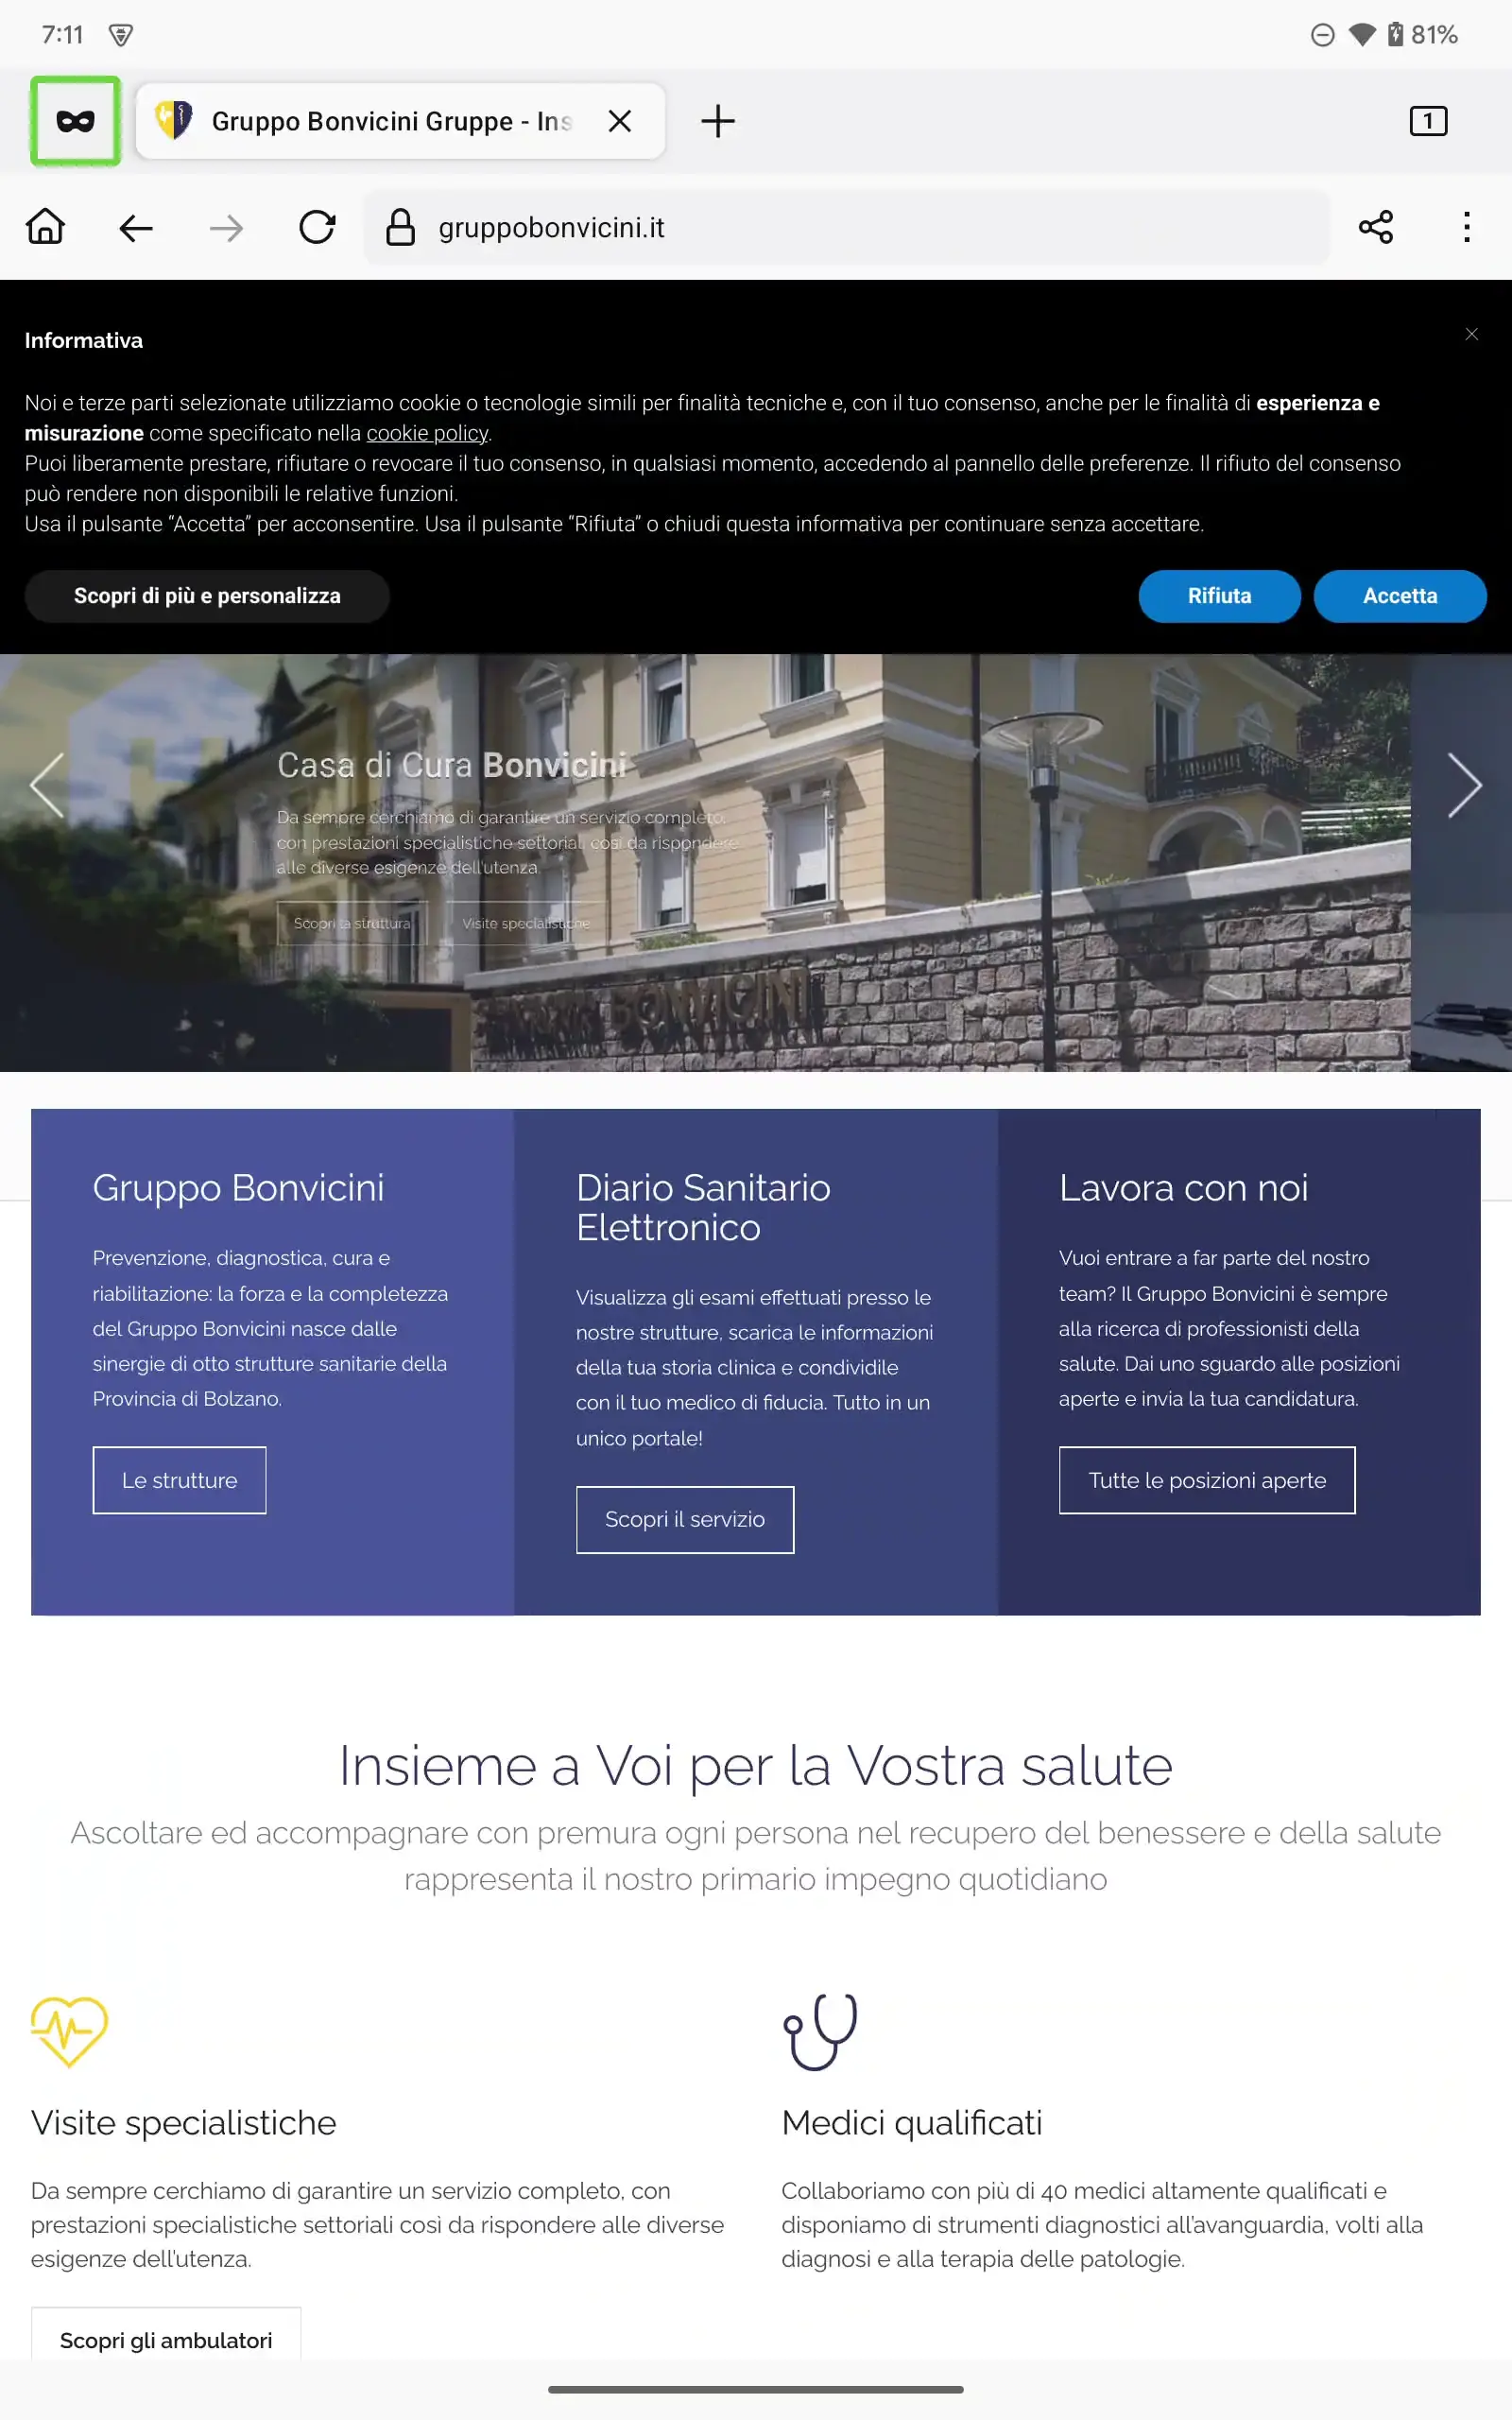 7:11
81%
Gruppo Bonvicini Gruppe - Ins
1
gruppobonvicini.it
Informativa
Noi e terze parti selezionate utilizziamo cookie o tecnologie simili per finalità tecniche e, con il tuo consenso, anche per le finalità di esperienza e
misurazione come specificato nella cookie policy.
Puoi liberamente prestare, rifiutare o revocare il tuo consenso, in qualsiasi momento, accedendo al pannello delle preferenze. Il rifiuto del consenso
può rendere non disponibili le relative funzioni.
Usa il pulsante “Accetta” per acconsentire. Usa il pulsante “Rifiuta” o chiudi questa informativa per continuare senza accettare.
Scopri di più e personalizza
Rifiuta
Accetta
Casa di Cura Bonvicini
Da sempre cerchiamo di garantire un servizio completo,
con prestazioni specialistiche settoriali così da rispondere
alle diverse esigenze dell'utenza.
Scopri la struttura
Visite specialistiche
BONVICINI
Gruppo Bonvicini
Prevenzione, diagnostica, cura e
riabilitazione: la forza e la completezza
del Gruppo Bonvicini nasce dalle
sinergie di otto strutture sanitarie della
Provincia di Bolzano.
Le strutture
Diario Sanitario
Elettronico
Visualizza gli esami effettuati presso le
nostre strutture, scarica le informazioni
della tua storia clinica e condividile
con il tuo medico di fiducia. Tutto in un
unico portale!
Scopri il servizio
Lavora con noi
Vuoi entrare a far parte del nostro
team? Il Gruppo Bonvicini è sempre
alla ricerca di professionisti della
salute. Dai uno sguardo alle posizioni
aperte e invia la tua candidatura.
Tutte le posizioni aperte
Insieme a Voi per la Vostra salute
Ascoltare ed accompagnare con premura ogni persona nel recupero del benessere e della salute
rappresenta il nostro primario impegno quotidiano
Visite specialistiche
Da sempre cerchiamo di garantire un servizio completo, con
prestazioni specialistiche settoriali così da rispondere alle diverse
esigenze dell'utenza.
Scopri gli ambulatori
Medici qualificati
Collaboriamo con più di 40 medici altamente qualificati e
disponiamo di strumenti diagnostici all'avanguardia, volti alla
diagnosi e alla terapia delle patologie.